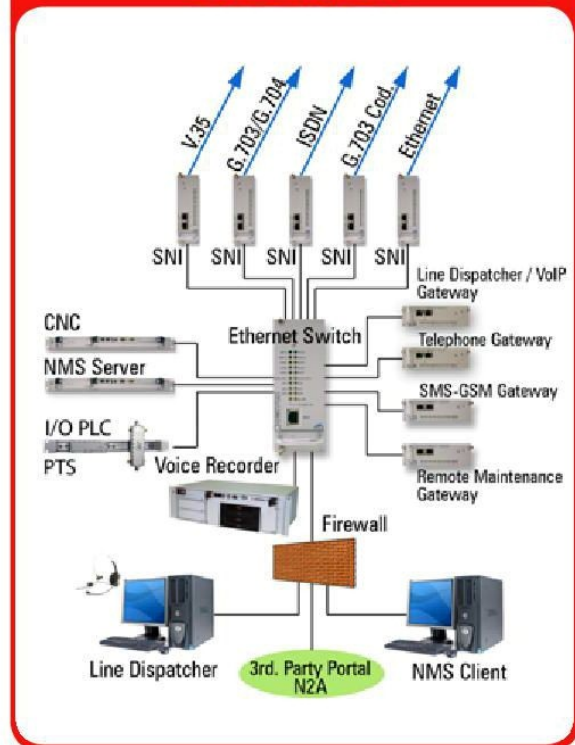 V.35
G.703/G.704
ISDN
G.703 Cod.
Ethernet
SNI
SNI
SNI
SNI
SNI
Line Dispatcher / VoIP
Gateway
CNC
Ethernet Switch
Telephone Gateway
NMS Server
SMS-GSM Gateway
I/O PLC
PTS
Voice Recorder
Remote Maintenance
Gateway
Firewall
Line Dispatcher
3rd. Party Portal
N2A
NMS Client